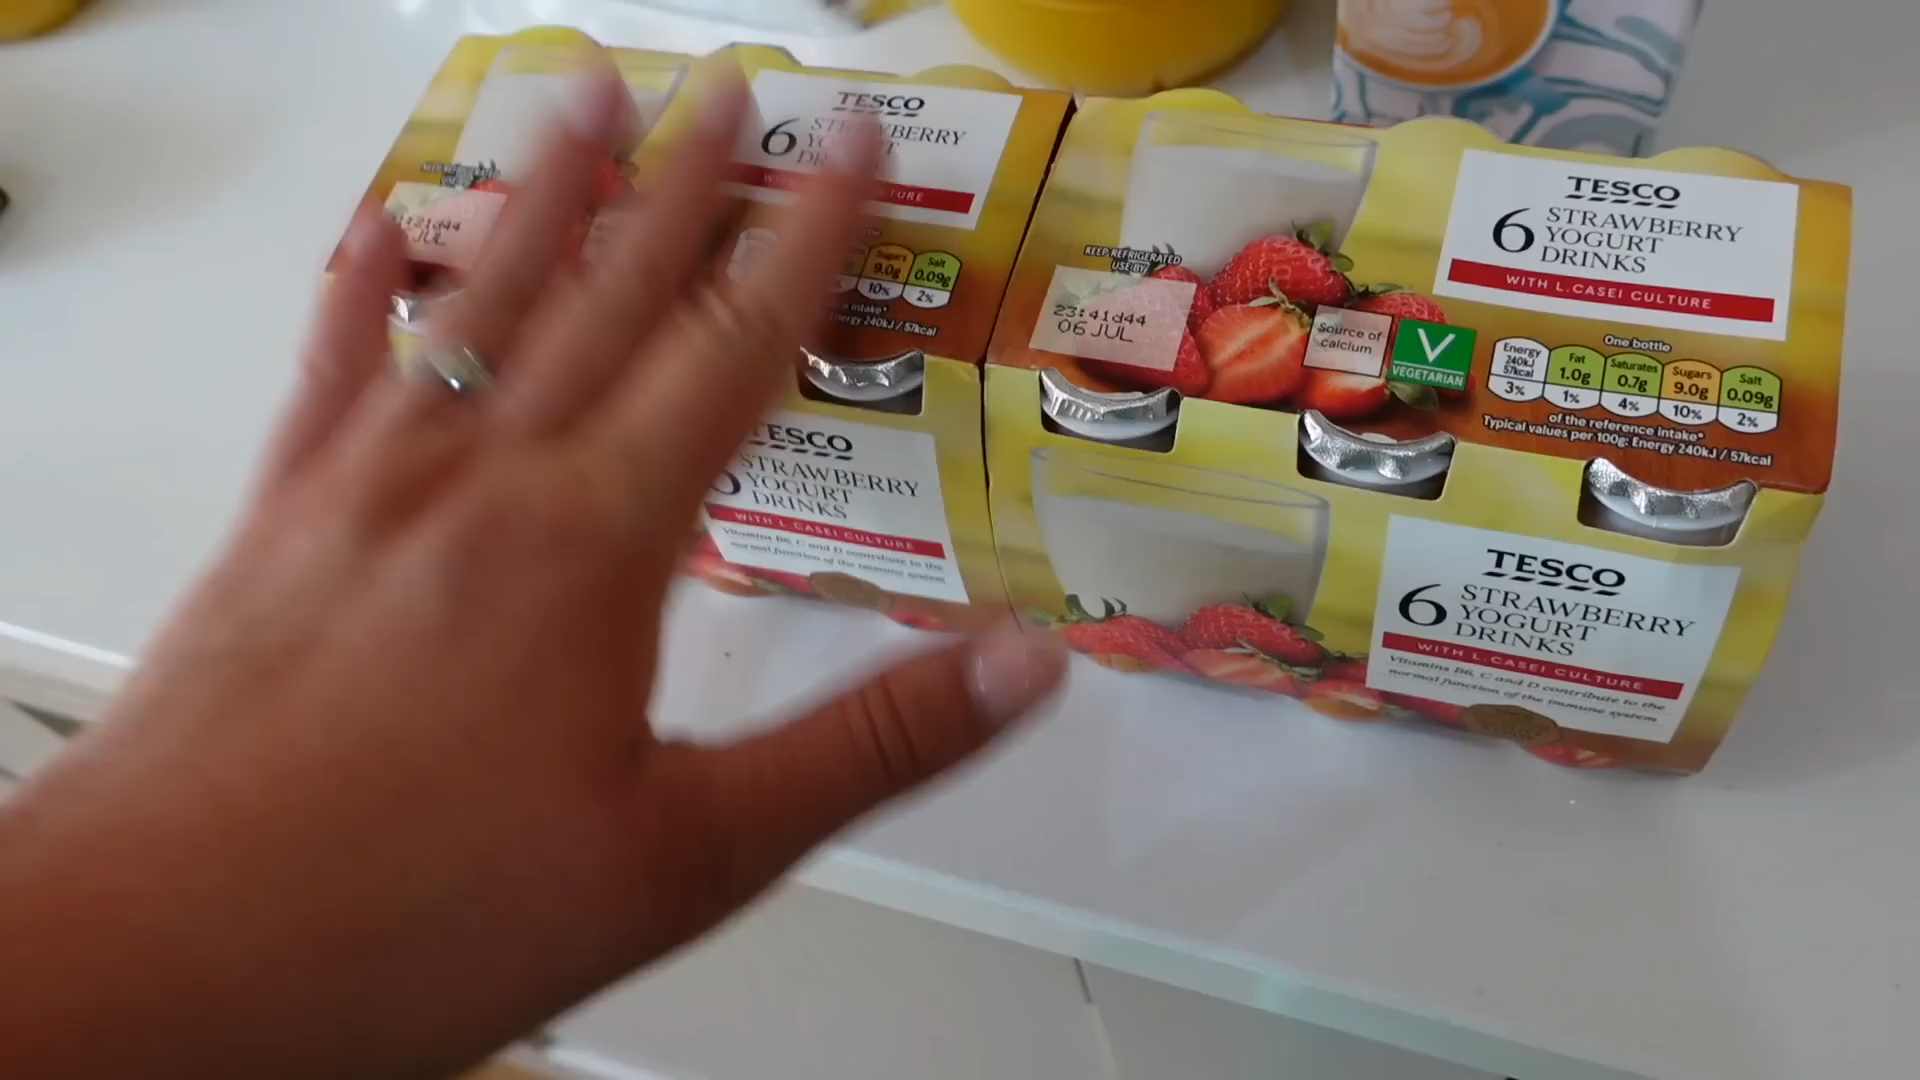 TESCO
6 STRAWBERRY
YOGURT
KEEP REFRIGERATED
JUL
Sugars
9.0g
10%
Salt
0.09g
2%
240kJ / 57kcal
TESCO
STRAWBERRY
YOGURT
DRINKS
WITH L.CASEI CULTURE
Vitamins B6, C and D contribute to the
normal function of the immune system
TESCO
6 STRAWBERRY
YOGURT
DRINKS
WITH L.CASEI CULTURE
KEEP REFRIGERATED
USE BY
23:41d44
06 JUL
Source of
calcium
V
VEGETARIAN
One bottle
Energy
240kJ
57kcal
3%
Fat
1.0g
1%
Saturates
0.7g
4%
Sugars
9.0g
10%
Salt
0.09g
2%
of the reference intake*
Typical values per 100g: Energy 240kJ / 57kcal
TESCO
6 STRAWBERRY
YOGURT
DRINKS
WITH L.CASEI CULTURE
Vitamins B6, C and D contribute to the
normal function of the immune system